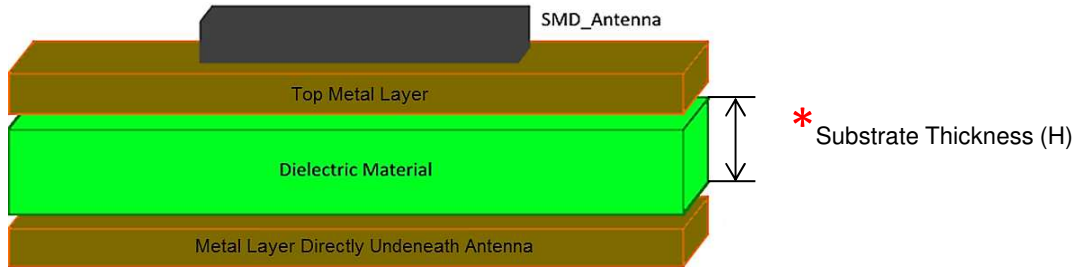 SMD_Antenna
Top Metal Layer
* Substrate Thickness (H)
Dielectric Material
Metal Layer Directly Undeneath Antenna